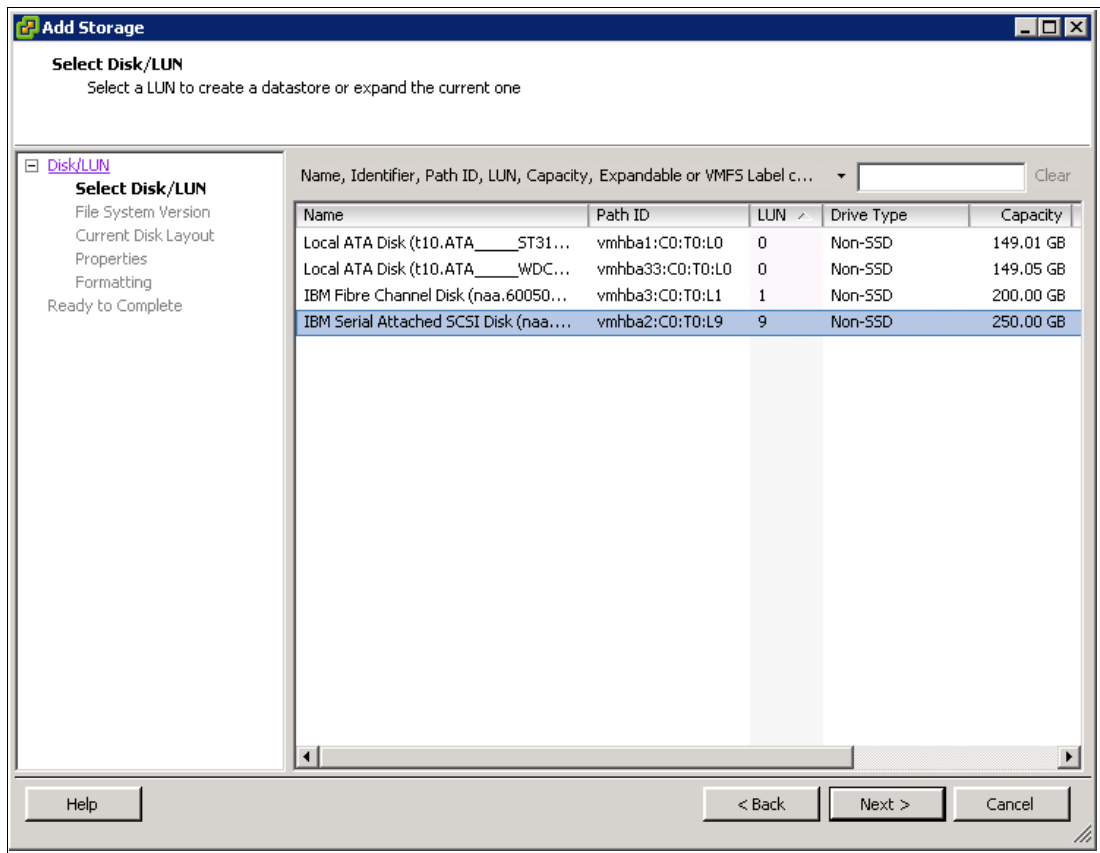 Add Storage
Select Disk/LUN
Select a LUN to create a datastore or expand the current one
Disk/LUN
Select Disk/LUN
File System Version
Current Disk Layout
Properties
Formatting
Ready to Complete
Name, Identifier, Path ID, LUN, Capacity, Expandable or VMFS Label c... Clear
Name Path ID LUN Drive Type Capacity
Local ATA Disk (t10.ATA_____ST31... vmhba1:C0:T0:L0 0 Non-SSD 149.01 GB
Local ATA Disk (t10.ATA_____WDC... vmhba33:C0:T0:L0 0 Non-SSD 149.05 GB
IBM Fibre Channel Disk (naa.60050... vmhba3:C0:T0:L1 1 Non-SSD 200.00 GB
IBM Serial Attached SCSI Disk (naa.... vmhba2:C0:T0:L9 9 Non-SSD 250.00 GB
Help < Back Next > Cancel